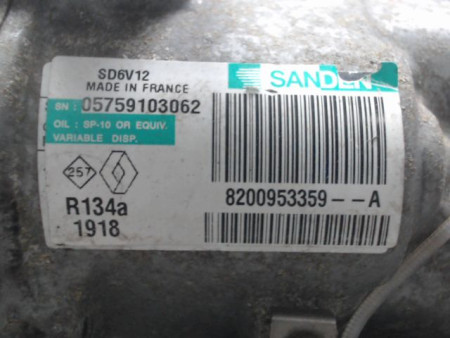 SD6V12
MADE IN FRANCE
SANDEN
SN: 05759103062
OIL: SP-10 OR EQUIV.
VARIABLE DISP.
257
8200953359--A
R134a
1918